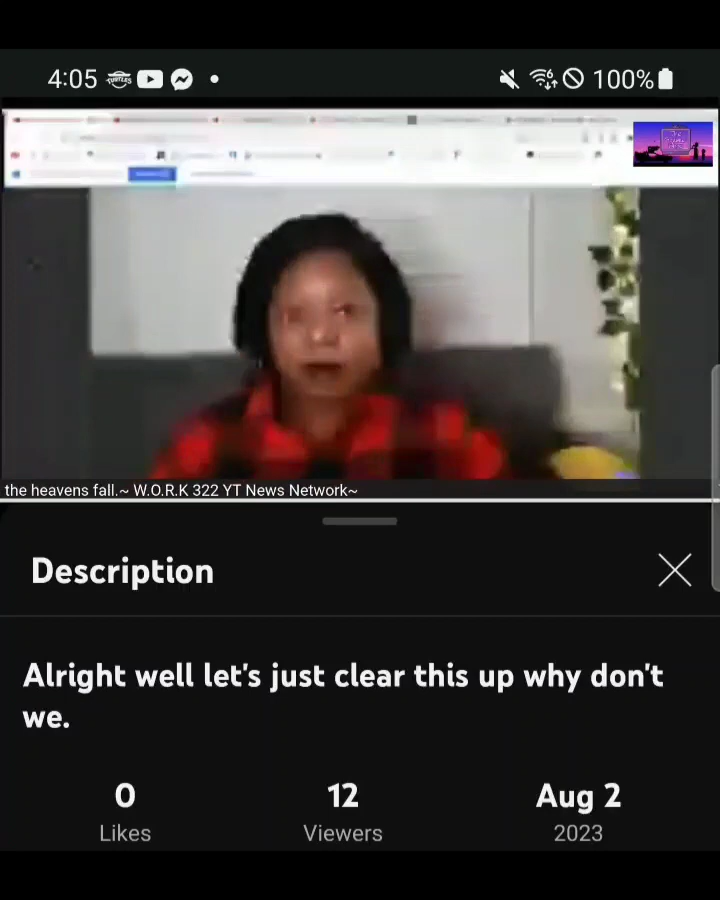 4:05
100%
the heavens fall.~ W.O.R.K 322 YT News Network~
Description
Alright well let's just clear this up why don't
we.
0 12 Aug 2
Likes Viewers 2023